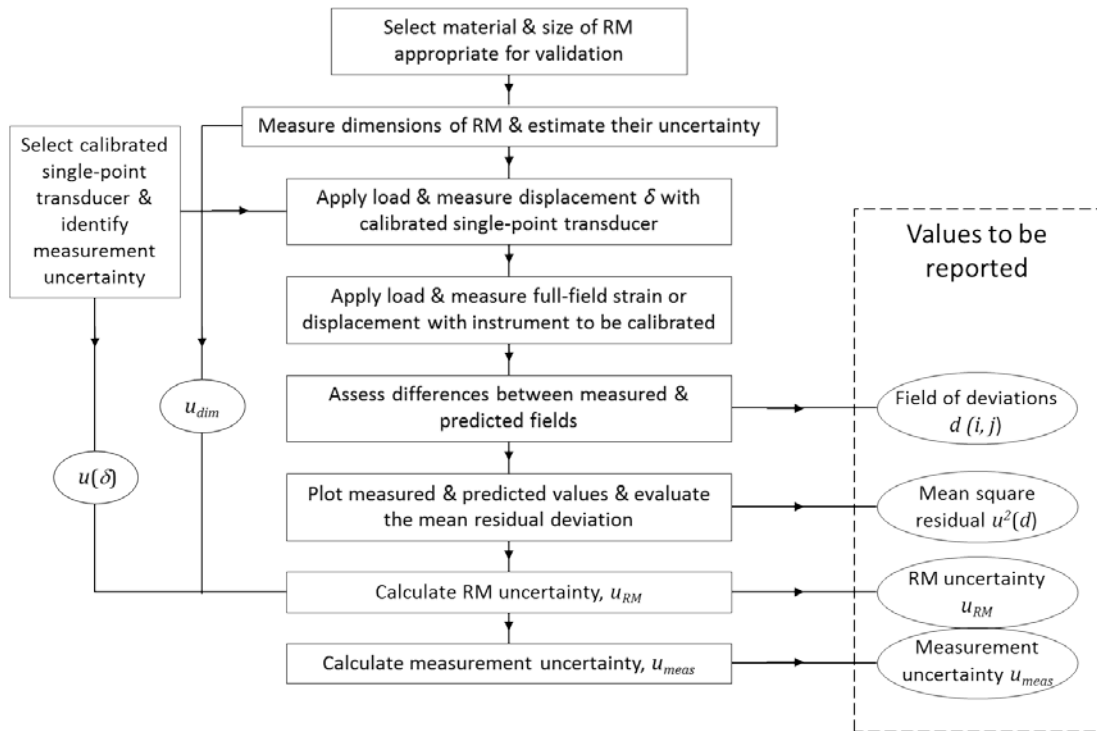 Select material & size of RM
appropriate for validation
Measure dimensions of RM & estimate their uncertainty
Select calibrated
single-point
transducer &
identify
measurement
uncertainty
Apply load & measure displacement δ with
calibrated single-point transducer
Values to be
reported
Apply load & measure full-field strain or
displacement with instrument to be calibrated
u_dim
Assess differences between measured &
predicted fields
Field of deviations
d (i, j)
u(δ)
Plot measured & predicted values & evaluate
the mean residual deviation
Mean square
residual u²(d)
Calculate RM uncertainty, u_RM
RM uncertainty
u_RM
Calculate measurement uncertainty, u_meas
Measurement
uncertainty u_meas